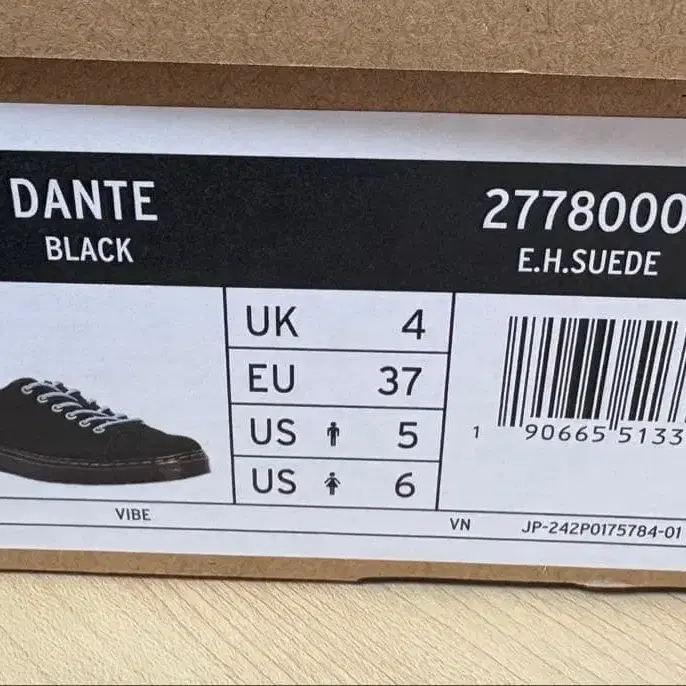 DANTE
BLACK
2778000
E.H.SUEDE
UK 4
EU 37
US 5
US 6
1 90665 5133
VIBE
VN
JP-242P0175784-01